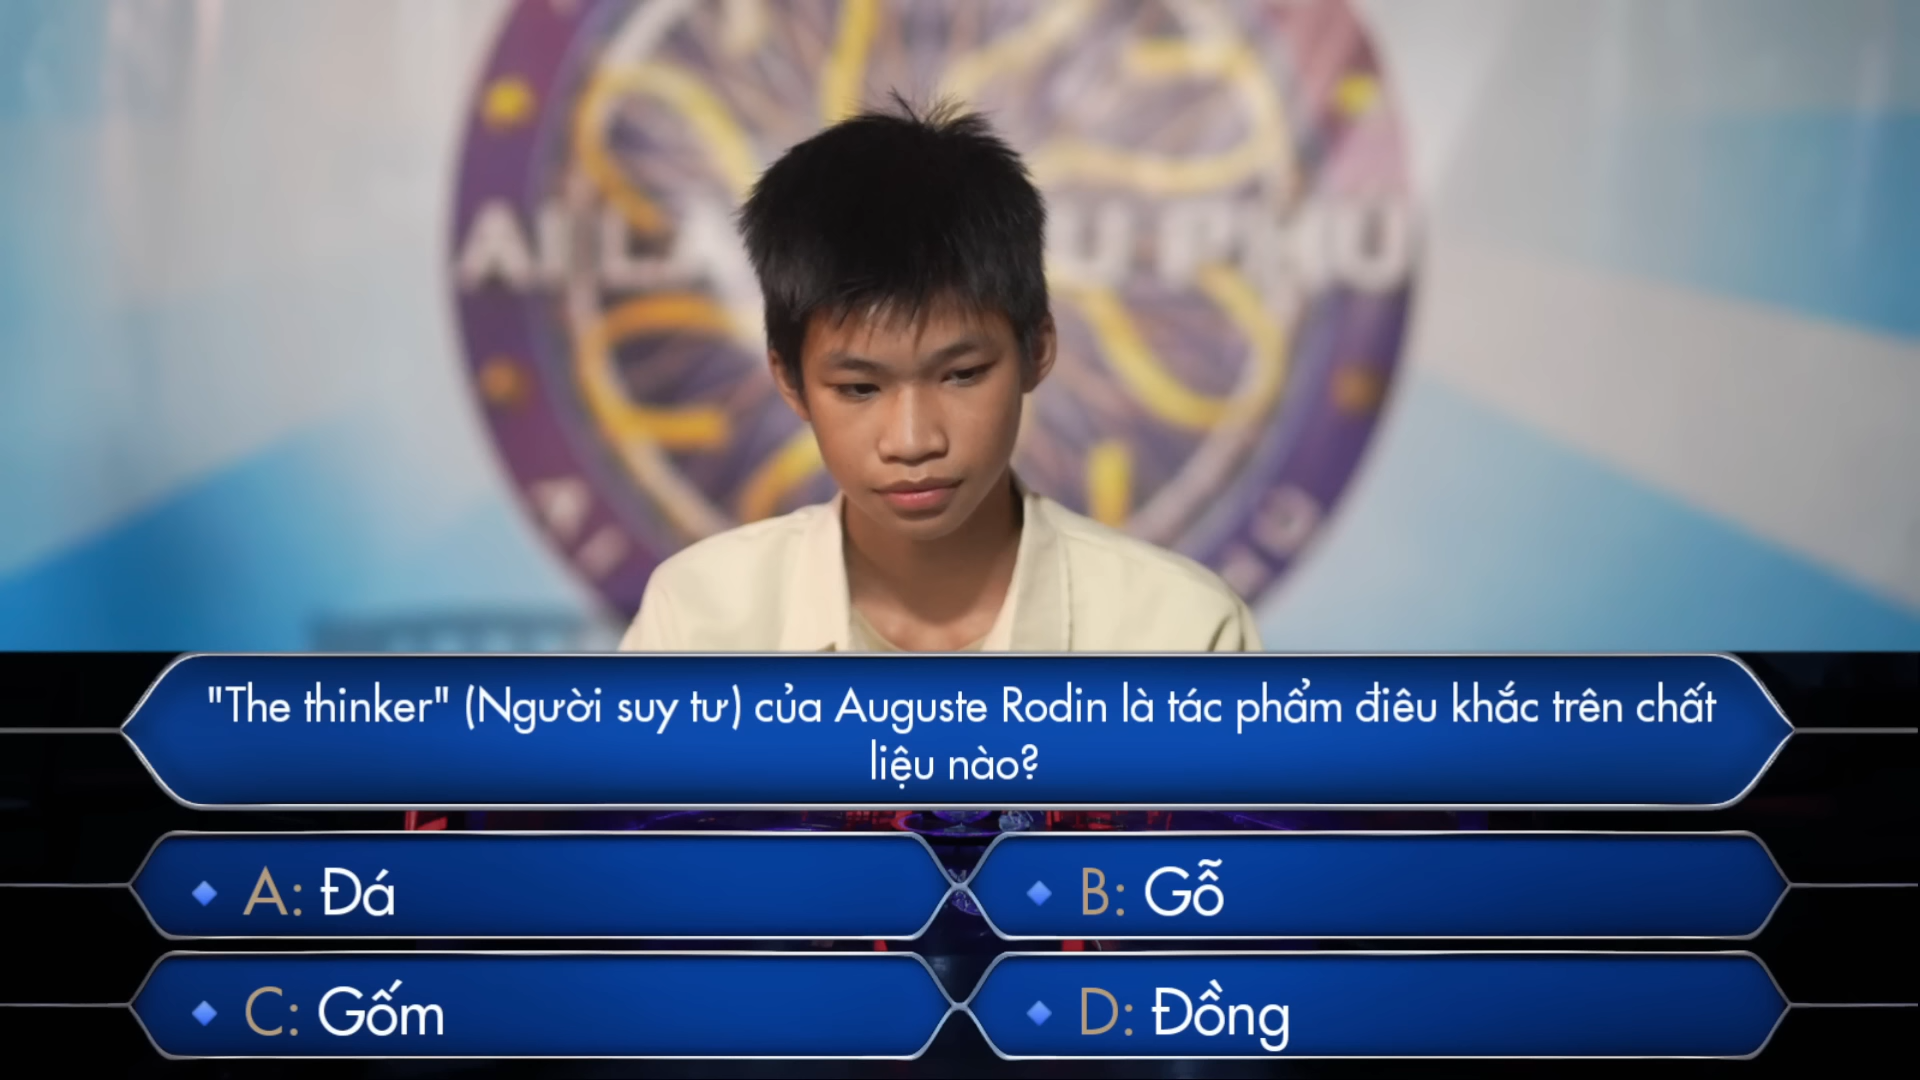 "The thinker" (Người suy tư) của Auguste Rodin là tác phẩm điêu khắc trên chất
liệu nào?
A: Đá
B: Gỗ
C: Gốm
D: Đồng